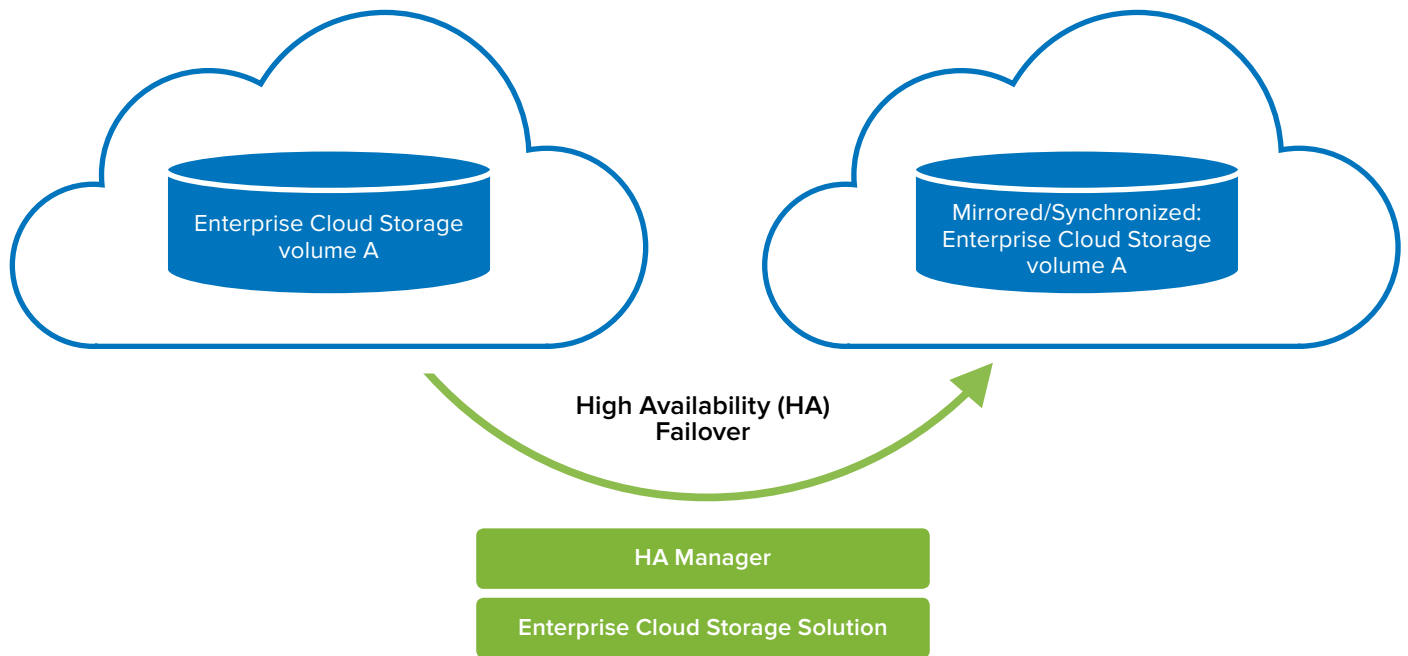 Enterprise Cloud Storage
volume A
Mirrored/Synchronized:
Enterprise Cloud Storage
volume A
High Availability (HA)
Failover
HA Manager
Enterprise Cloud Storage Solution